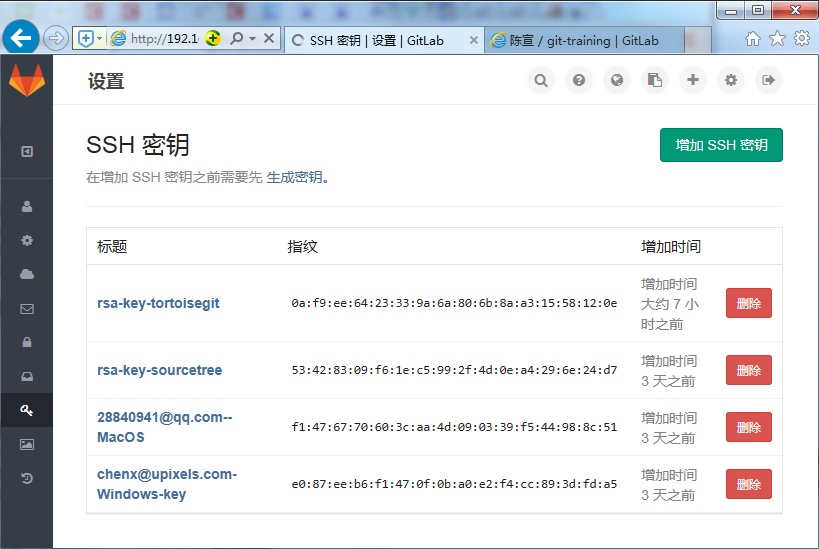 http://192.1
SSH 密钥 | 设置 | GitLab
陈宣 / git-training | GitLab
设置
SSH 密钥
增加 SSH 密钥
在增加 SSH 密钥之前需要先 生成密钥。
标题 指纹 增加时间
rsa-key-tortoisegit 0a:f9:ee:64:23:33:9a:6a:80:6b:8a:a3:15:58:12:0e 增加时间
大约 7 小
时之前
删除
rsa-key-sourcetree 53:42:83:09:f6:1e:c5:99:2f:4d:0e:a4:29:6e:24:d7 增加时间
3 天之前
删除
28840941@qq.com--
MacOS
f1:47:67:70:60:3c:aa:4d:09:03:39:f5:44:98:8c:51
增加时间
3 天之前
删除
chenx@upixels.com-
Windows-key
e0:87:ee:b6:f1:47:0f:0b:a0:e2:f4:cc:89:3d:fd:a5
增加时间
3 天之前
删除